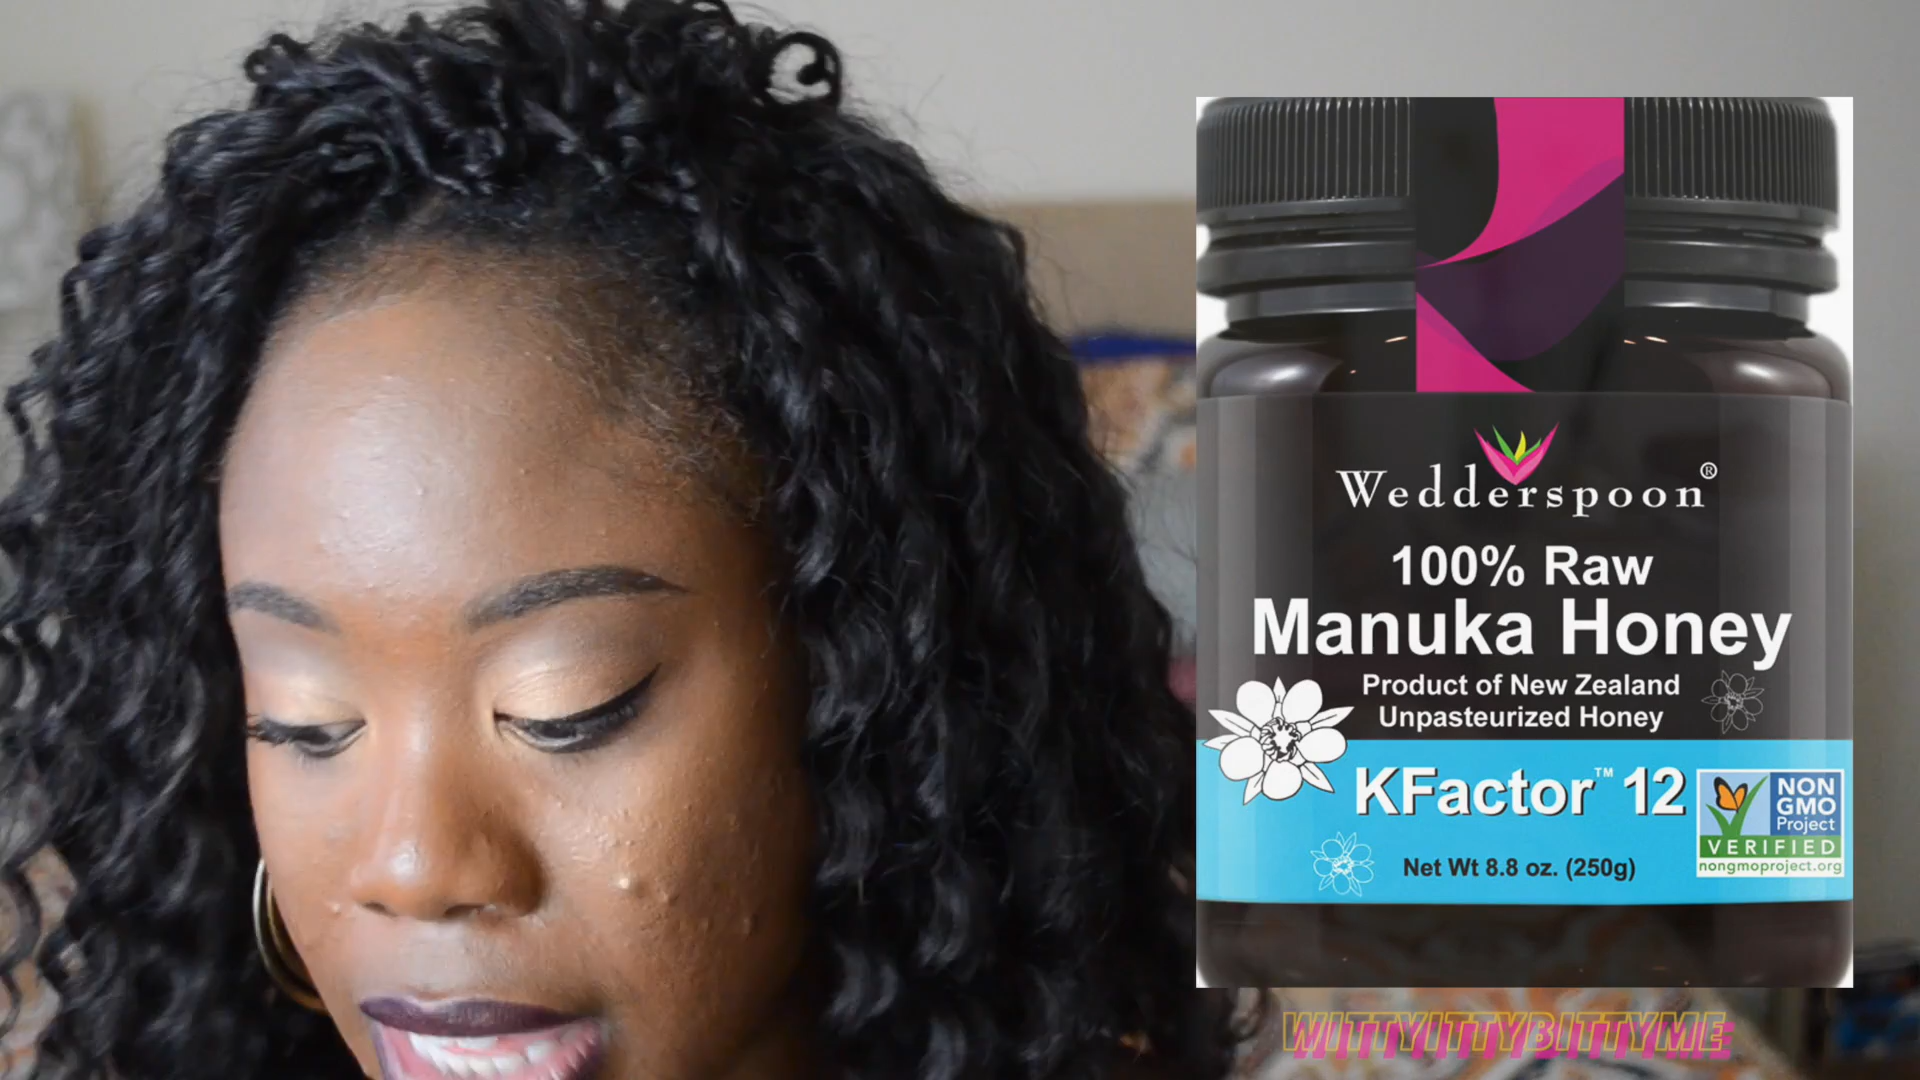 Wedderspoon®
100% Raw
Manuka Honey
Product of New Zealand
Unpasteurized Honey
KFactor™ 12
NON
GMO
Project
VERIFIED
nongmoproject.org
Net Wt 8.8 oz. (250g)
WITTYITTYBITTYME